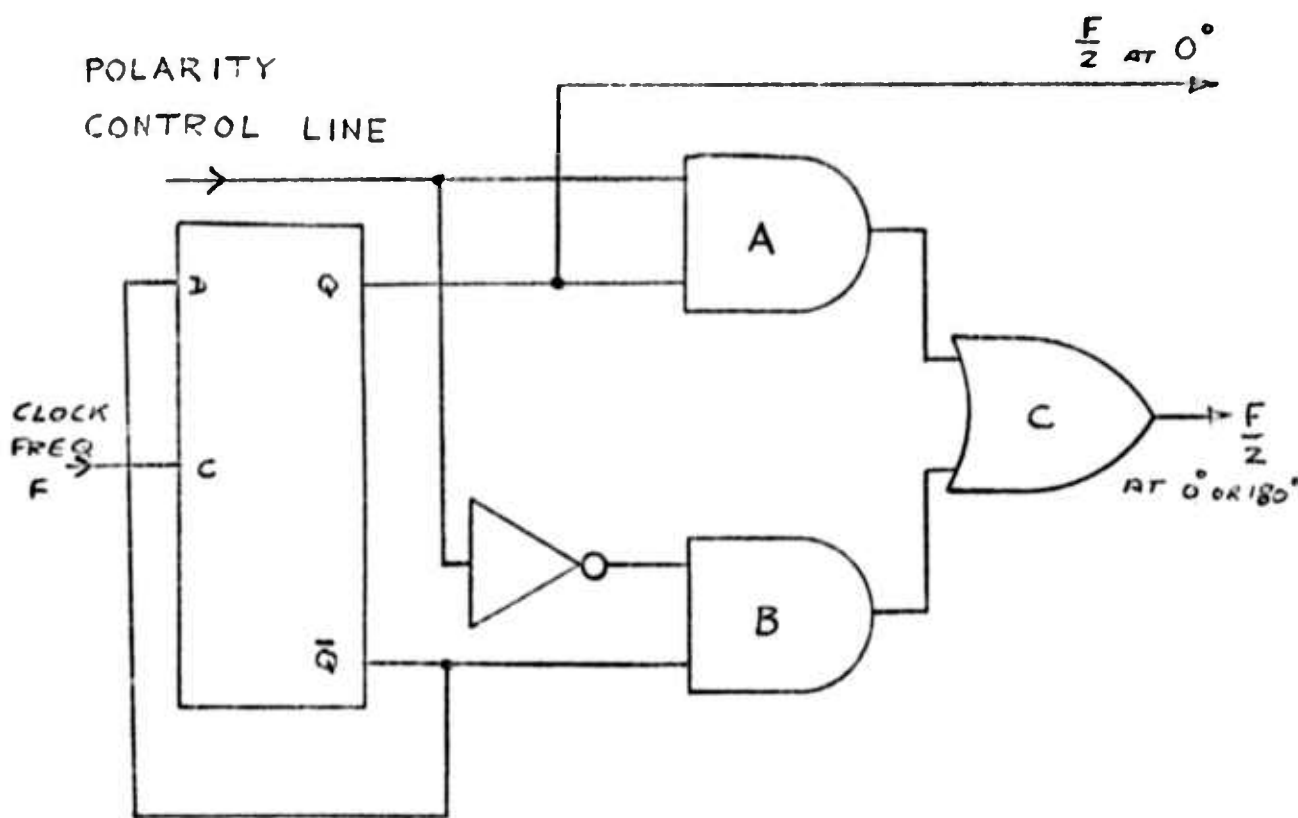 F/2 AT 0°
POLARITY
CONTROL LINE
A
D
Q
CLOCK
FREQ
F
C
C
F/2
AT 0° OR 180°
B
Q̅